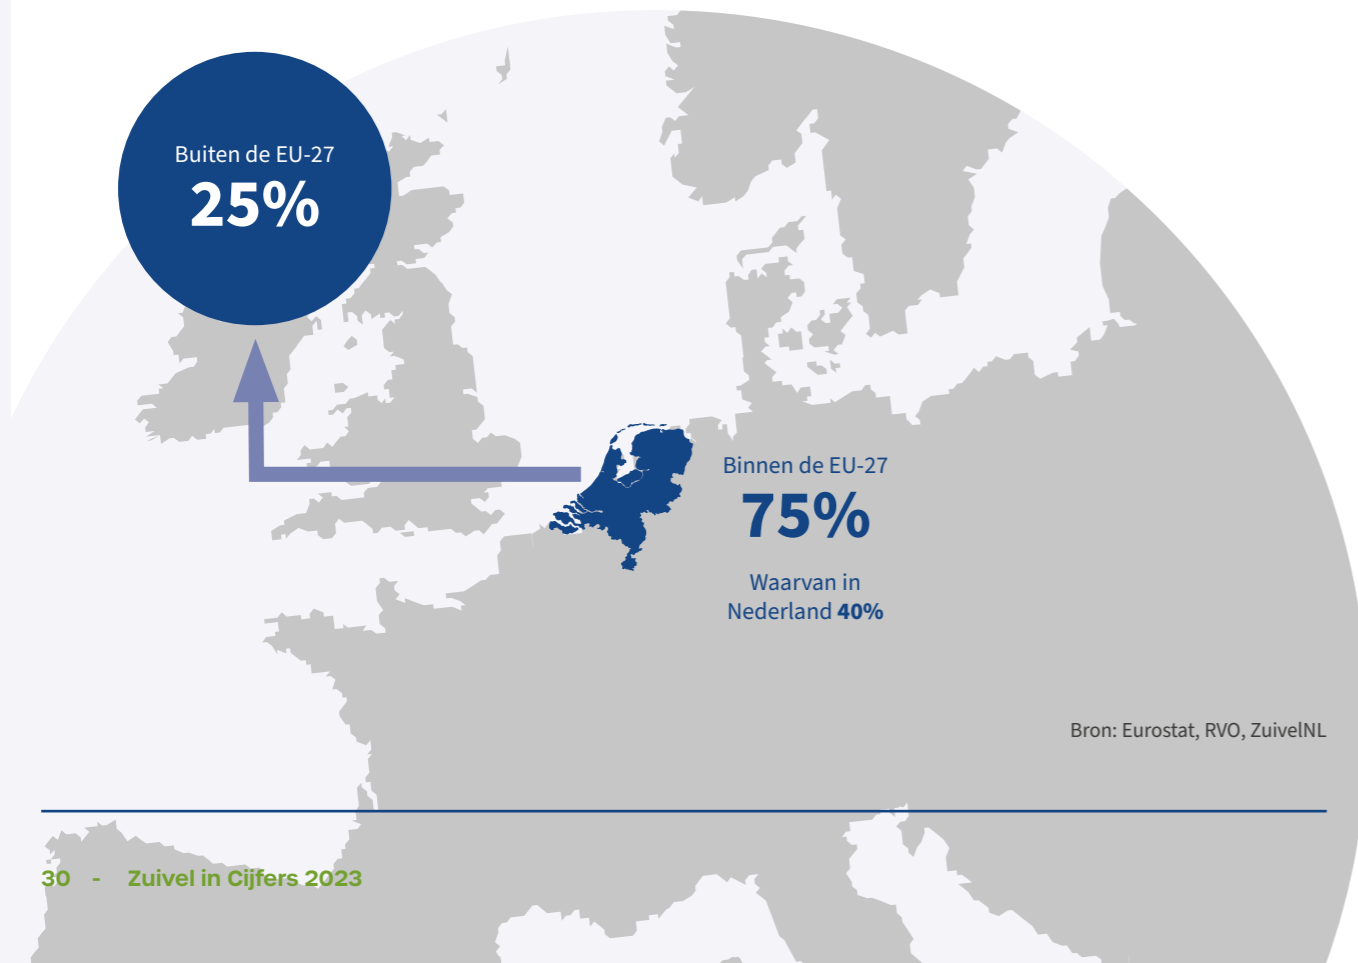 Buiten de EU-27
25%
Binnen de EU-27
75%
Waarvan in
Nederland 40%
Bron: Eurostat, RVO, ZuivelNL
30 - Zuivel in Cijfers 2023